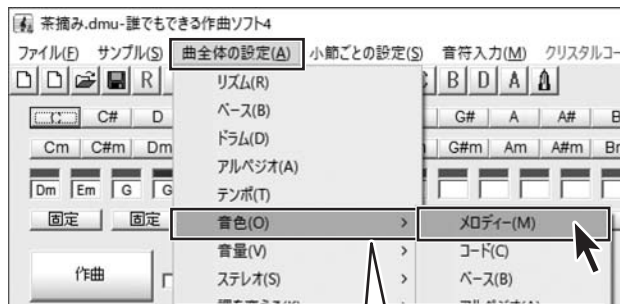 茶摘み.dmu-誰でもできる作曲ソフト4
ファイル(F) サンプル(S) 曲全体の設定(A) 小節ごとの設定(S) 音符入力(M) クリスタルコー
R リズム(R) B D A
C# D ベース(B) G# A A# B
Cm C#m Dm ドラム(D) G#m Am A#m
アルペジオ(A)
Dm Em G G テンポ(T)
固定 固定 音色(O) > メロディー(M)
音量(V) > コード(C)
作曲 ステレオ(S) > ベース(B)